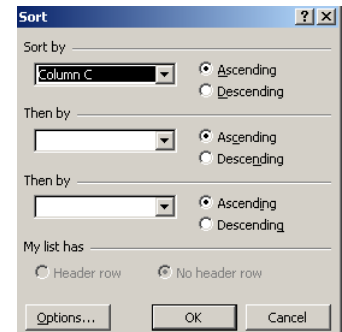 Sort
Sort by
Column C
Ascending
Descending
Then by
Ascending
Descending
Then by
Ascending
Descending
My list has
Header row
No header row
Options...
OK
Cancel